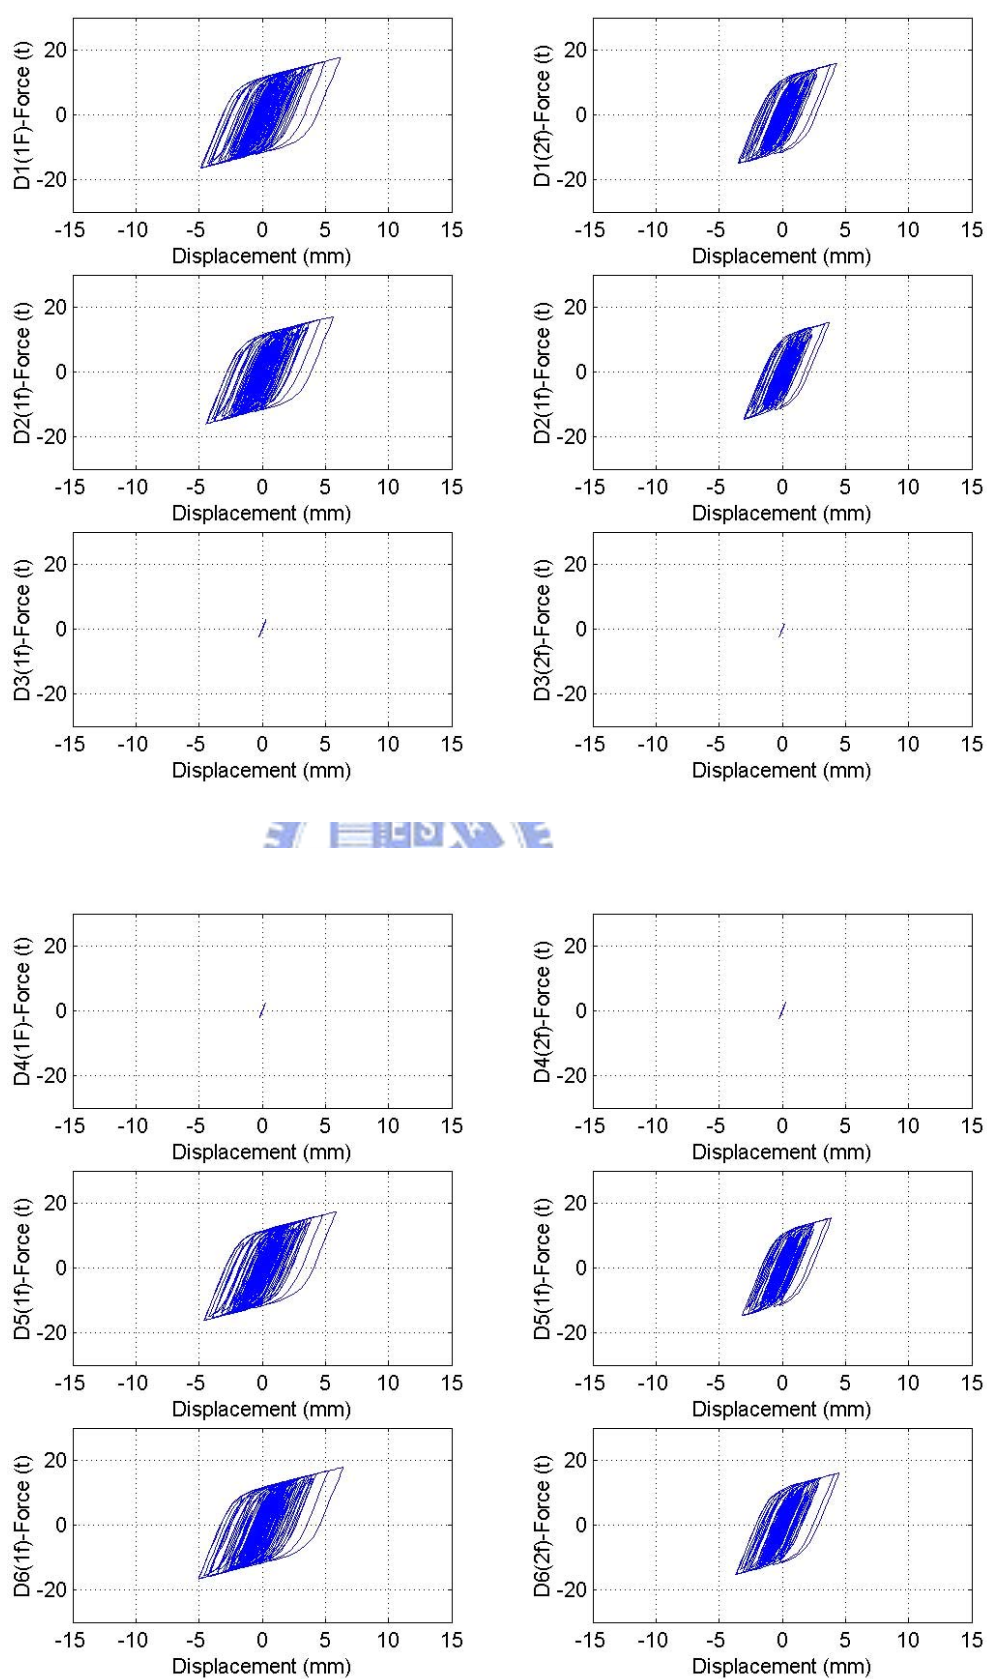 D1(1F)-Force (t)
20
0
-20
-15 -10 -5 0 5 10 15
Displacement (mm)
D1(2f)-Force (t)
20
0
-20
-15 -10 -5 0 5 10 15
Displacement (mm)
D2(1f)-Force (t)
20
0
-20
-15 -10 -5 0 5 10 15
Displacement (mm)
D2(1f)-Force (t)
20
0
-20
-15 -10 -5 0 5 10 15
Displacement (mm)
D3(1f)-Force (t)
20
0
-20
-15 -10 -5 0 5 10 15
Displacement (mm)
D3(2f)-Force (t)
20
0
-20
-15 -10 -5 0 5 10 15
Displacement (mm)
ES
D4(1F)-Force (t)
20
0
-20
-15 -10 -5 0 5 10 15
Displacement (mm)
D4(2f)-Force (t)
20
0
-20
-15 -10 -5 0 5 10 15
Displacement (mm)
D5(1f)-Force (t)
20
0
-20
-15 -10 -5 0 5 10 15
Displacement (mm)
D5(1f)-Force (t)
20
0
-20
-15 -10 -5 0 5 10 15
Displacement (mm)
D6(1f)-Force (t)
20
0
-20
-15 -10 -5 0 5 10 15
Displacement (mm)
D6(2f)-Force (t)
20
0
-20
-15 -10 -5 0 5 10 15
Displacement (mm)